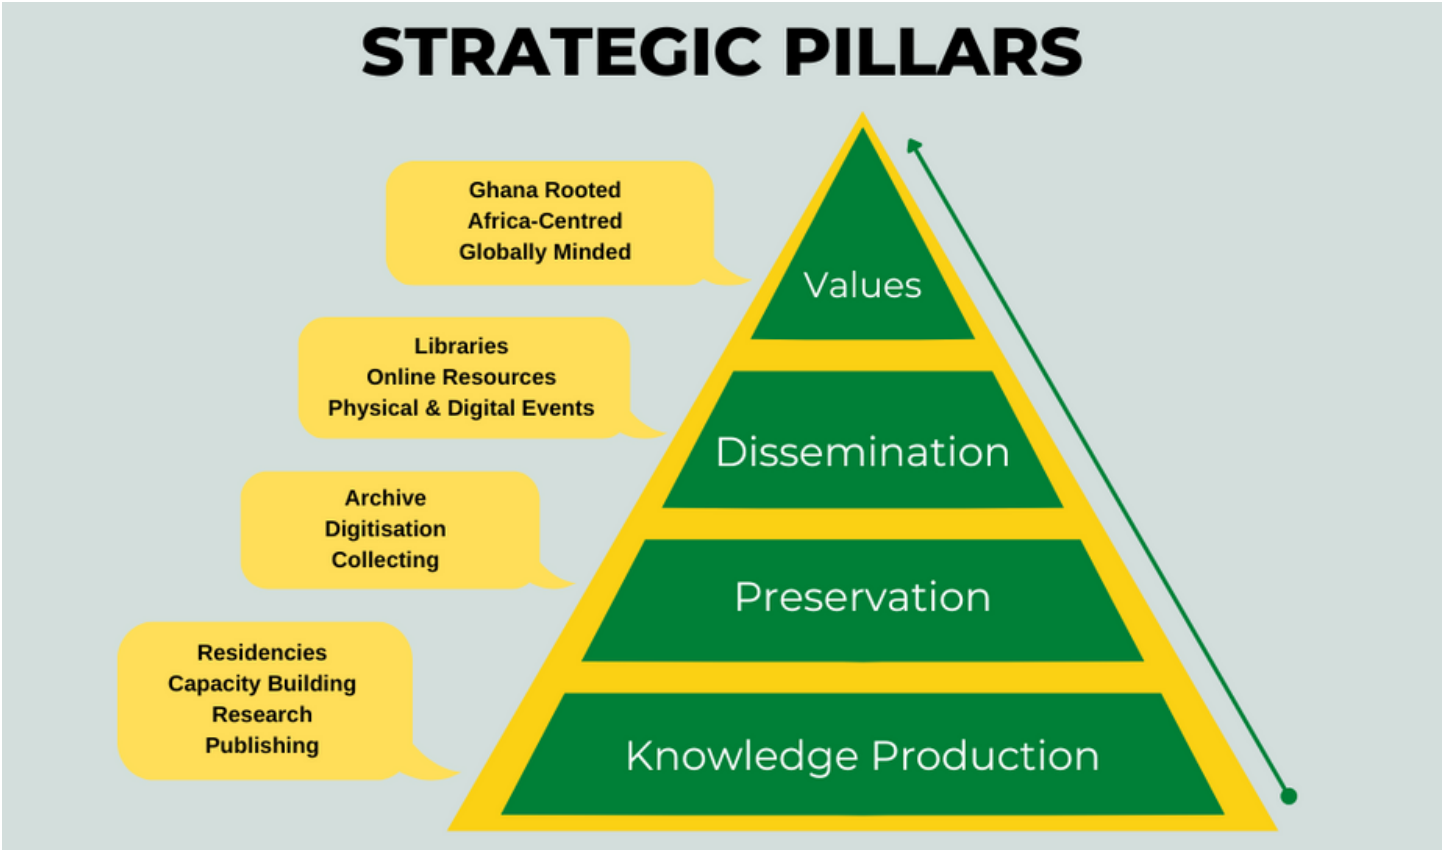 STRATEGIC PILLARS
Ghana Rooted
Africa-Centred
Globally Minded
Values
Libraries
Online Resources
Physical & Digital Events
Dissemination
Archive
Digitisation
Collecting
Preservation
Residencies
Capacity Building
Research
Publishing
Knowledge Production